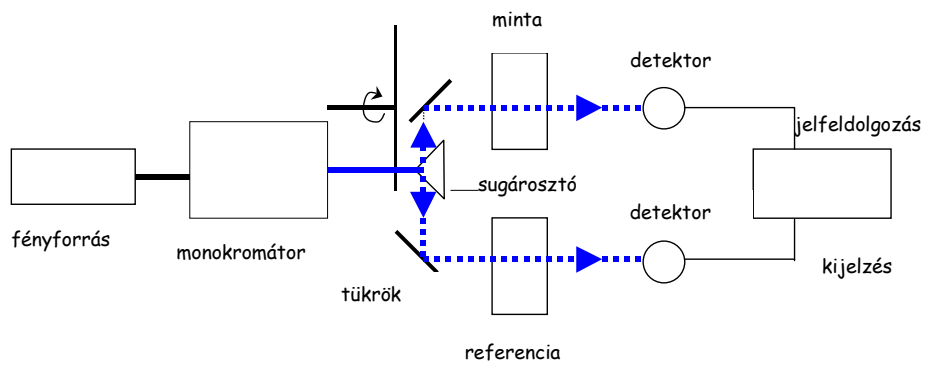 minta
detektor
jelfeldolgozás
sugárosztó
detektor
fényforrás
monokromátor
kijelzés
tükrök
referencia